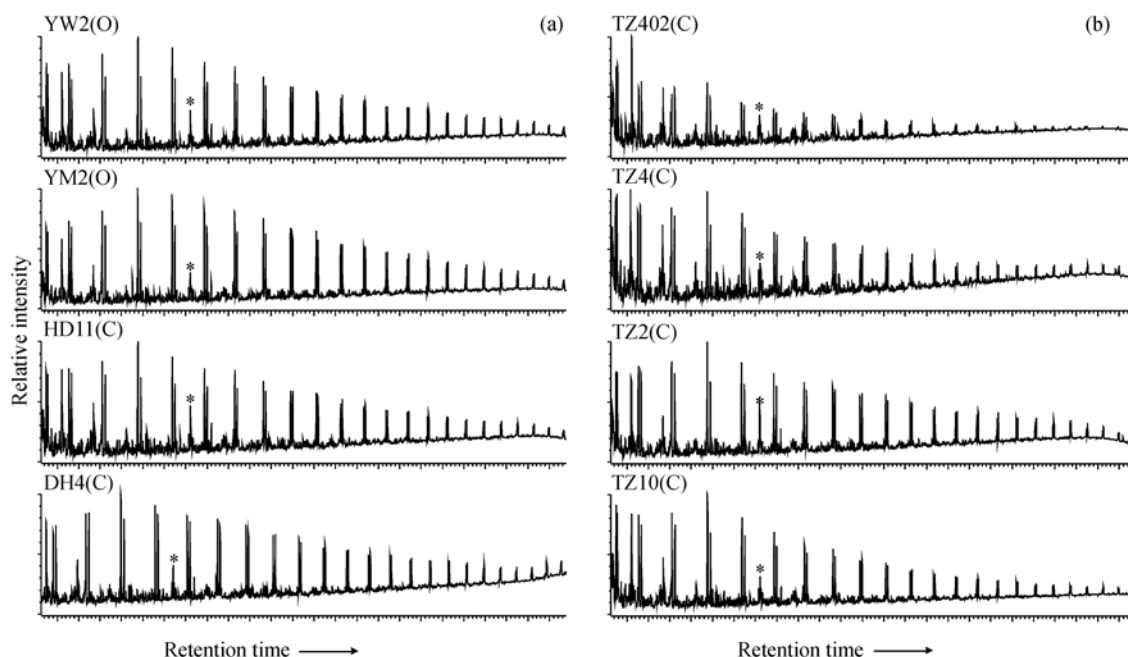 YW2(O)
(a)
*
YM2(O)
*
HD11(C)
*
DH4(C)
*
Relative intensity
Retention time
TZ402(C)
(b)
*
TZ4(C)
*
TZ2(C)
*
TZ10(C)
*
Retention time